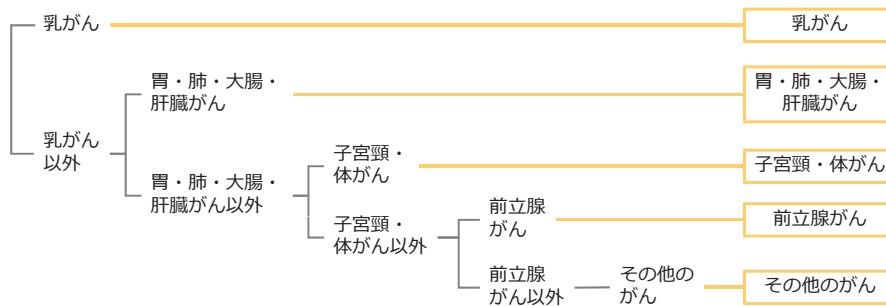 乳がん
乳がん
胃・肺・大腸・
肝臓がん
胃・肺・大腸・
肝臓がん
乳がん
以外
子宮頸・
体がん
子宮頸・体がん
胃・肺・大腸・
肝臓がん以外
前立腺
がん
前立腺がん
子宮頸・
体がん以外
前立腺
がん以外
その他の
がん
その他のがん